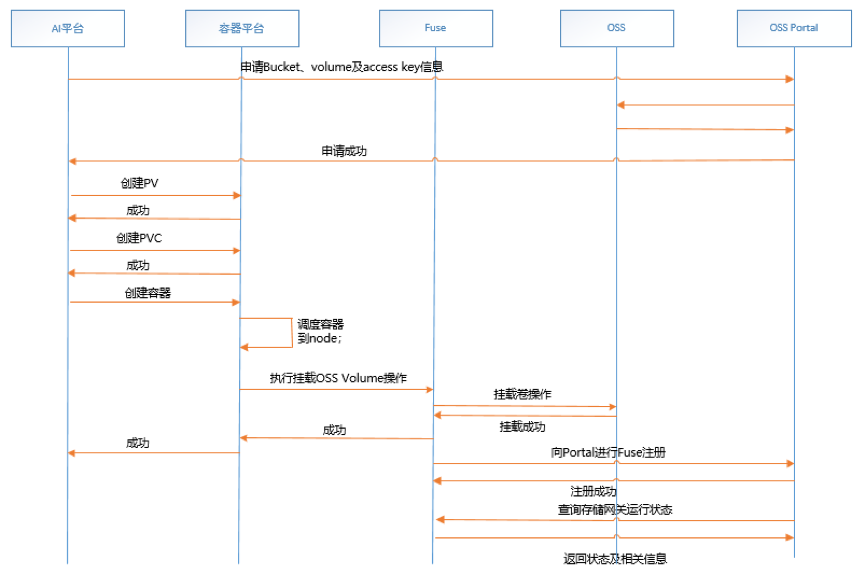 AI平台
容器平台
Fuse
OSS
OSS Portal
申请Bucket、volume及access key信息
申请成功
创建PV
成功
创建PVC
成功
创建容器
调度容器
到node；
执行挂载OSS Volume操作
挂载卷操作
挂载成功
成功
成功
向Portal进行Fuse注册
注册成功
查询存储网关运行状态
返回状态及相关信息